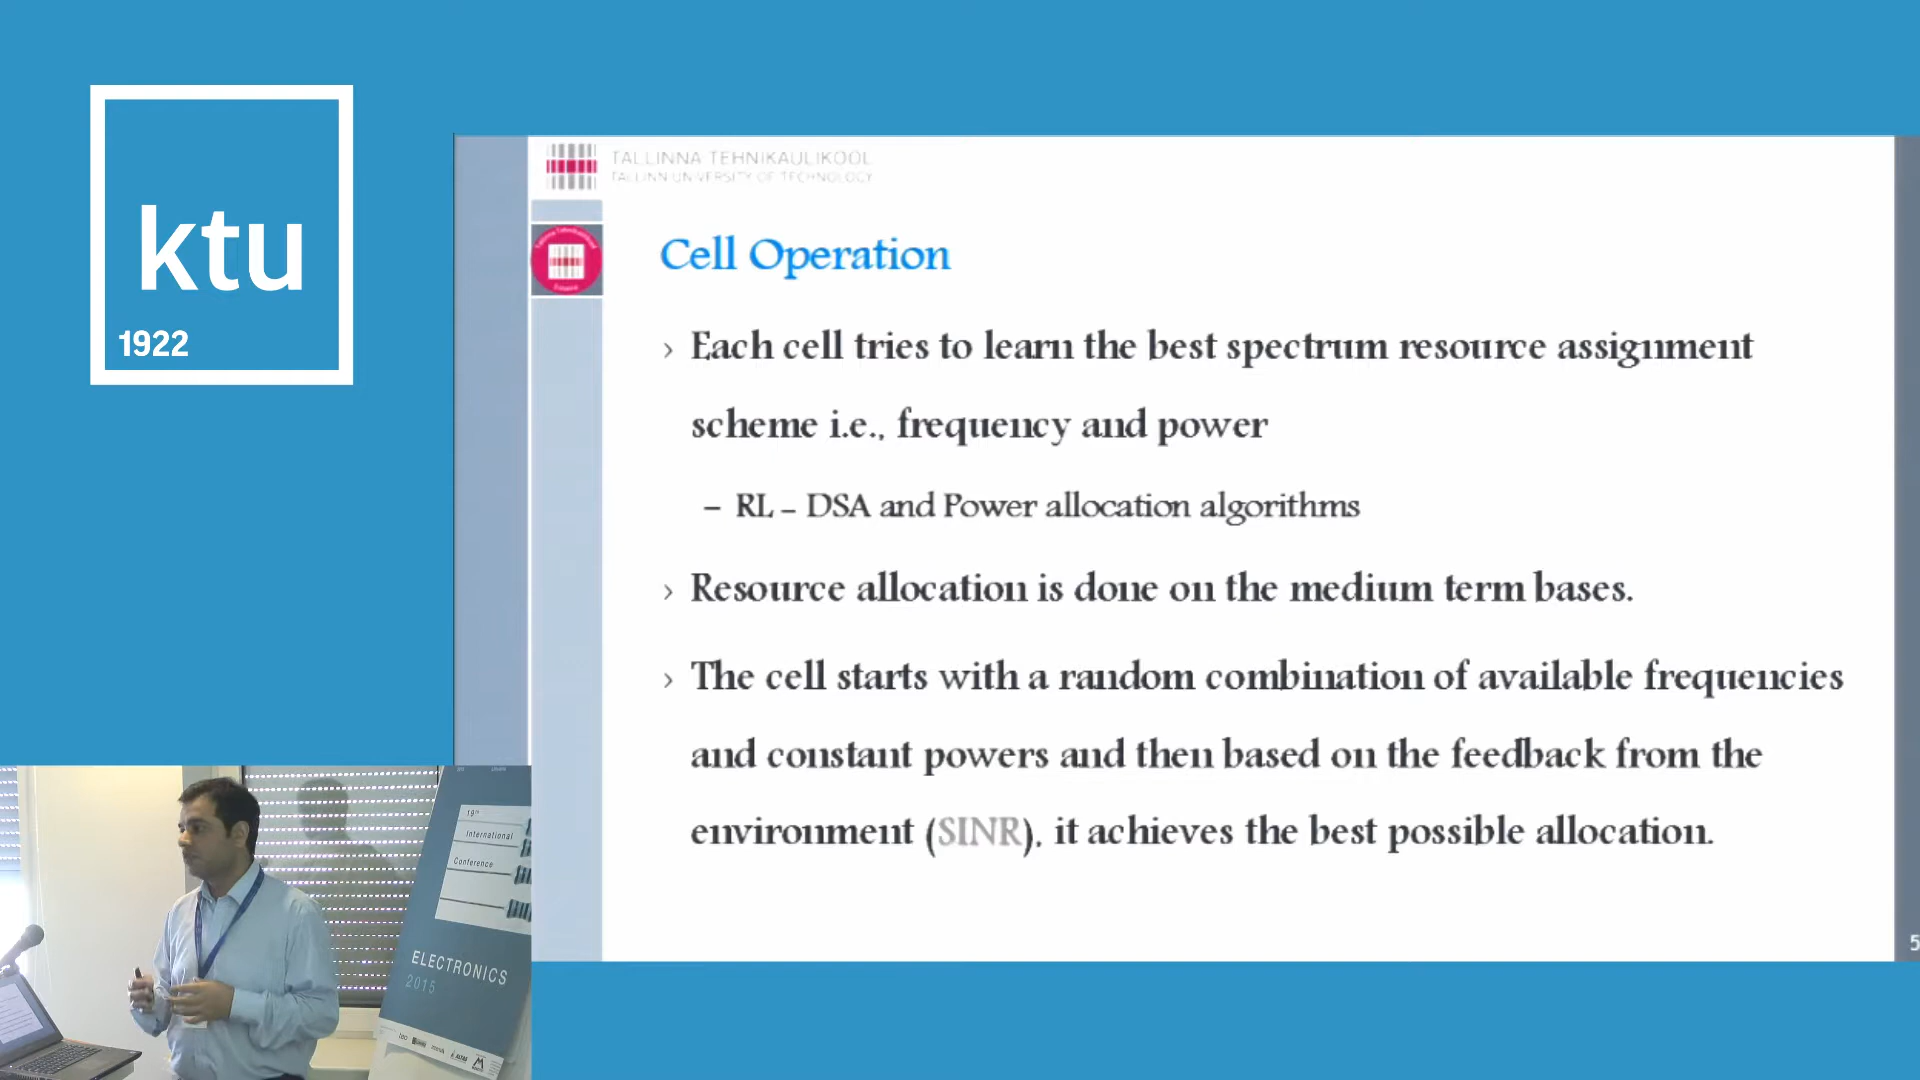 ktu
1922
TALLINNA TEHNIKAÜLIKOOL
TALLINN UNIVERSITY OF TECHNOLOGY
Cell Operation
› Each cell tries to learn the best spectrum resource assignment
scheme i.e., frequency and power
– RL – DSA and Power allocation algorithms
› Resource allocation is done on the medium term bases.
› The cell starts with a random combination of available frequencies
and constant powers and then based on the feedback from the
environment (SINR), it achieves the best possible allocation.
5
19th
International
Conference
ELECTRONICS
2015
teo